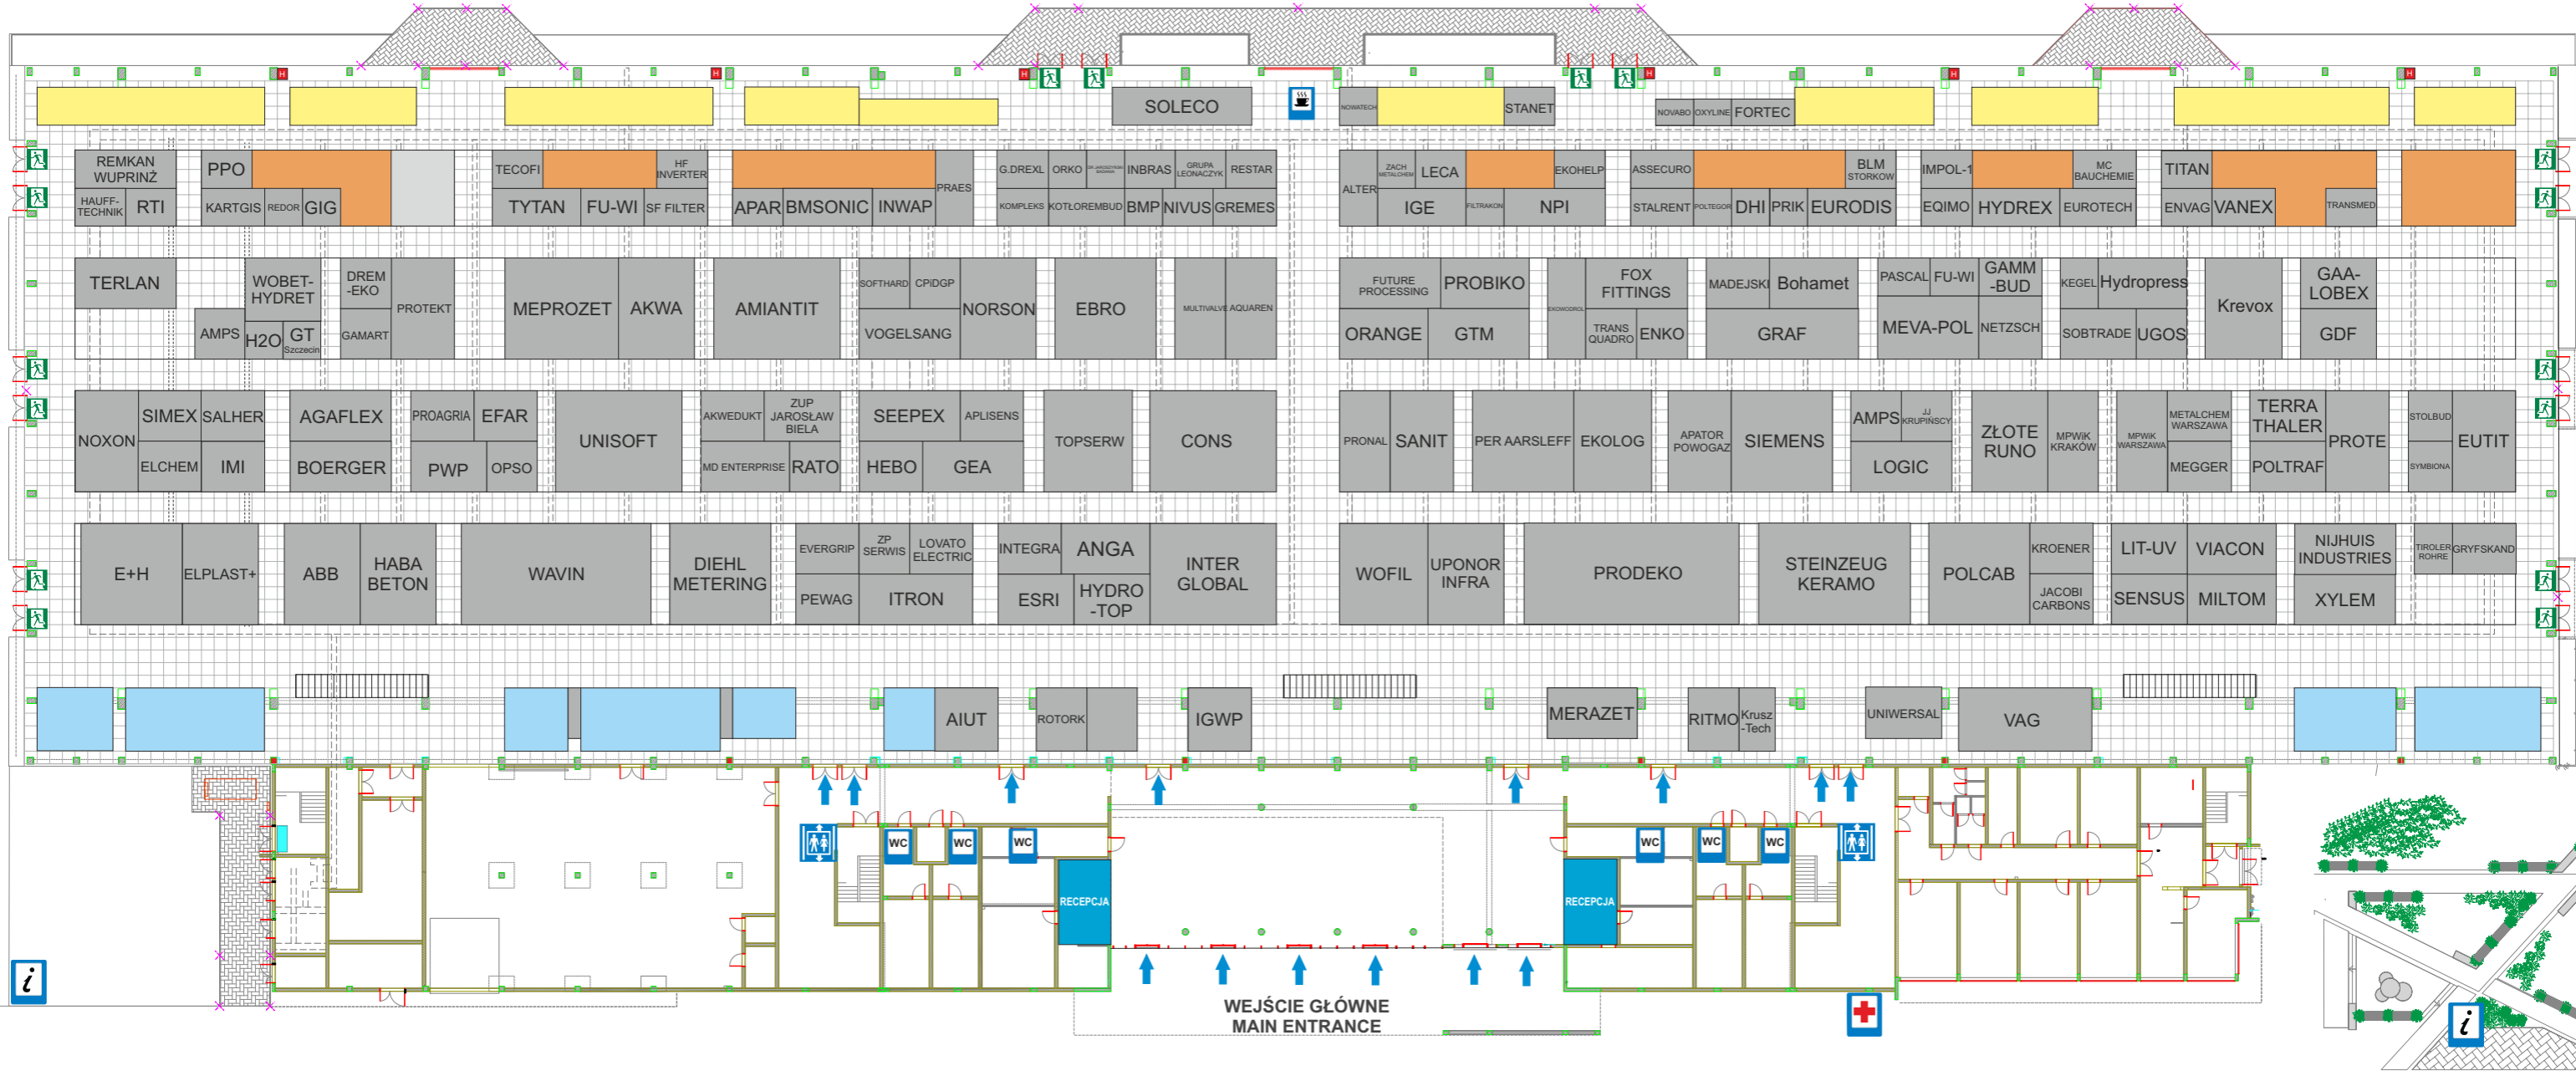 H
H
H
H
H
H
SOLECO
NOWATECH
STANET
NOVABO
OXYLINE
FORTEC
REMKAN
WUPRINŻ
PPO
TECOFI
HF
INVERTER
PRAES
G.DREXL
ORKO
INBRAS
GRUPA
LEONACZYK
RESTAR
ALTER
ZACH
METALCHEM
LECA
EKOHELP
ASSECURO
BLM
STORKOW
IMPOL-1
MC
BAUCHEMIE
TITAN
HAUFF-
TECHNIK
RTI
KARTGIS
REDOR
GIG
TYTAN
FU-WI
SF FILTER
APAR
BMSONIC
INWAP
KOMPLEKS
KOTŁOREMBUD
BMP
NIVUS
GREMES
IGE
FILTRAKON
NPI
STALRENT
POLTEGOR
DHI
PRIK
EURODIS
EQIMO
HYDREX
EUROTECH
ENVAG
VANEX
TRANSMED
TERLAN
WOBET-
HYDRET
DREM
-EKO
PROTEKT
MEPROZET
AKWA
AMIANTIT
SOFTHARD
CPiDGP
NORSON
EBRO
MULTIVALVE
AQUAREN
FUTURE
PROCESSING
PROBIKO
FOX
FITTINGS
MADEJSKI
Bohamet
PASCAL
FU-WI
GAMM
-BUD
KEGEL
Hydropress
Krevox
GAA-
LOBEX
AMPS
H2O
GT
Szczecin
GAMART
VOGELSANG
ORANGE
GTM
TRANS
QUADRO
ENKO
GRAF
MEVA-POL
NETZSCH
SOBTRADE
UGOS
GDF
NOXON
SIMEX
SALHER
AGAFLEX
PROAGRIA
EFAR
UNISOFT
AKWEDUKT
ZUP
JAROSŁAW
BIELA
SEEPEX
APLISENS
TOPSERW
CONS
PRONAL
SANIT
PER AARSLEFF
EKOLOG
APATOR
POWOGAZ
SIEMENS
AMPS
JJ
KRUPIŃSCY
ZŁOTE
RUNO
MPWiK
KRAKÓW
MPWiK
WARSZAWA
METALCHEM
WARSZAWA
TERRA
THALER
PROTE
STOLBUD
EUTIT
ELCHEM
IMI
BOERGER
PWP
OPSO
MD ENTERPRISE
RATO
HEBO
GEA
LOGIC
MEGGER
POLTRAF
SYMBIONA
E+H
ELPLAST+
ABB
HABA
BETON
WAVIN
DIEHL
METERING
EVERGRIP
ZP
SERWIS
LOVATO
ELECTRIC
INTEGRA
ANGA
INTER
GLOBAL
WOFIL
UPONOR
INFRA
PRODEKO
STEINZEUG
KERAMO
POLCAB
KROENER
LIT-UV
VIACON
NIJHUIS
INDUSTRIES
TIROLER
ROHRE
GRYFSKAND
PEWAG
ITRON
ESRI
HYDRO
-TOP
JACOBI
CARBONS
SENSUS
MILTOM
XYLEM
AIUT
ROTORK
IGWP
MERAZET
RITMO
Krusz
-Tech
UNIWERSAL
VAG
WC
WC
WC
WC
WC
WC
RECEPCJA
RECEPCJA
i
WEJŚCIE GŁÓWNE
MAIN ENTRANCE
i